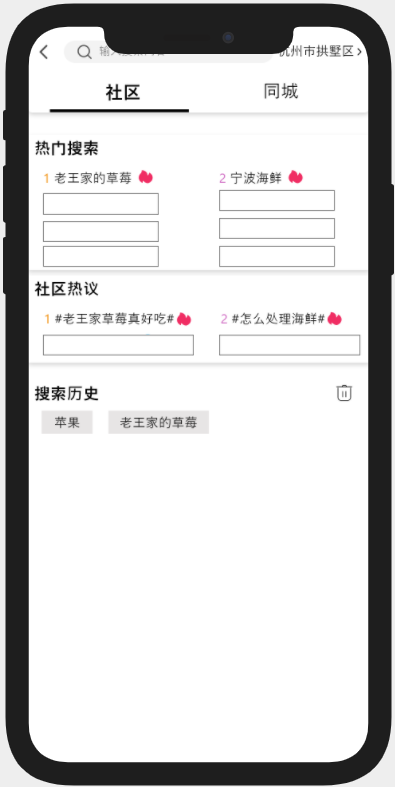 杭州市拱墅区
社区 同城
热门搜索
1 老王家的草莓 2 宁波海鲜
社区热议
1 #老王家草莓真好吃# 2 #怎么处理海鲜#
搜索历史
苹果 老王家的草莓